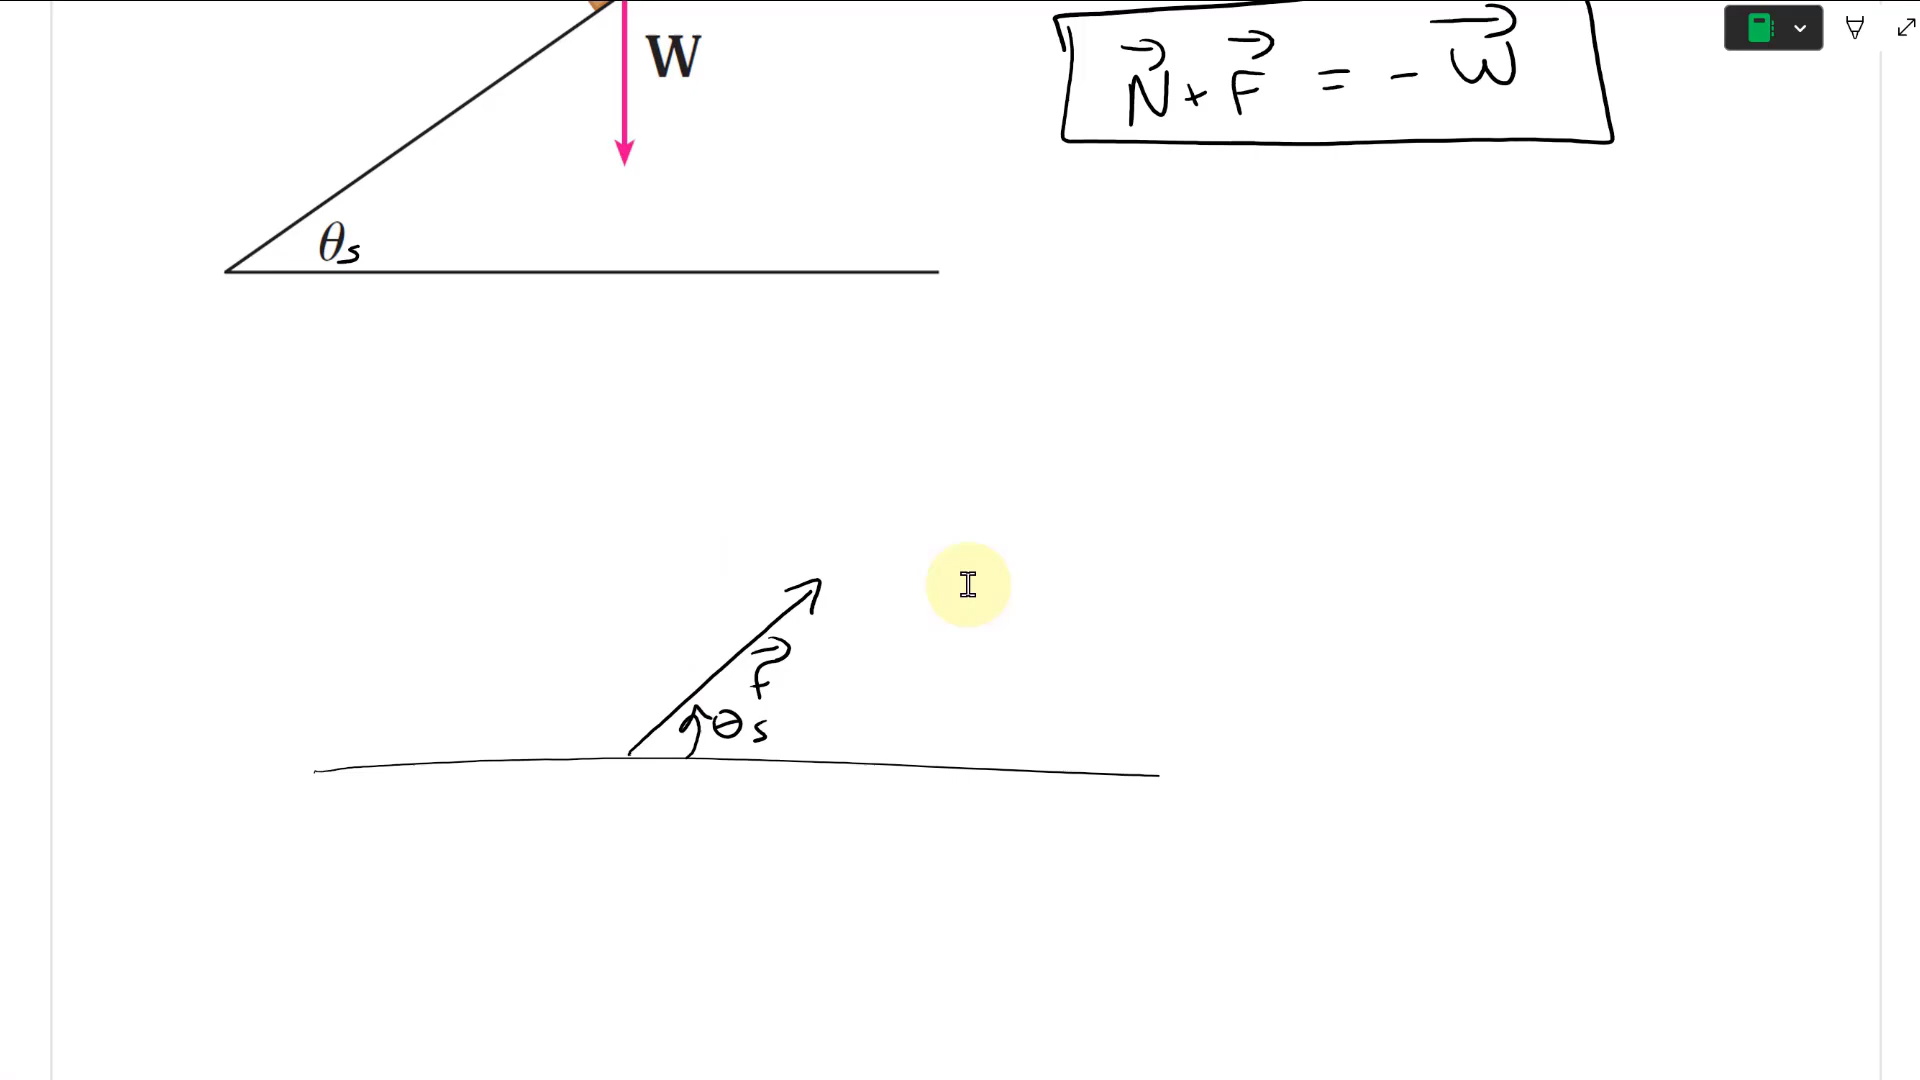 W
N⃗ + F⃗ = - W⃗
θs
f⃗
θs